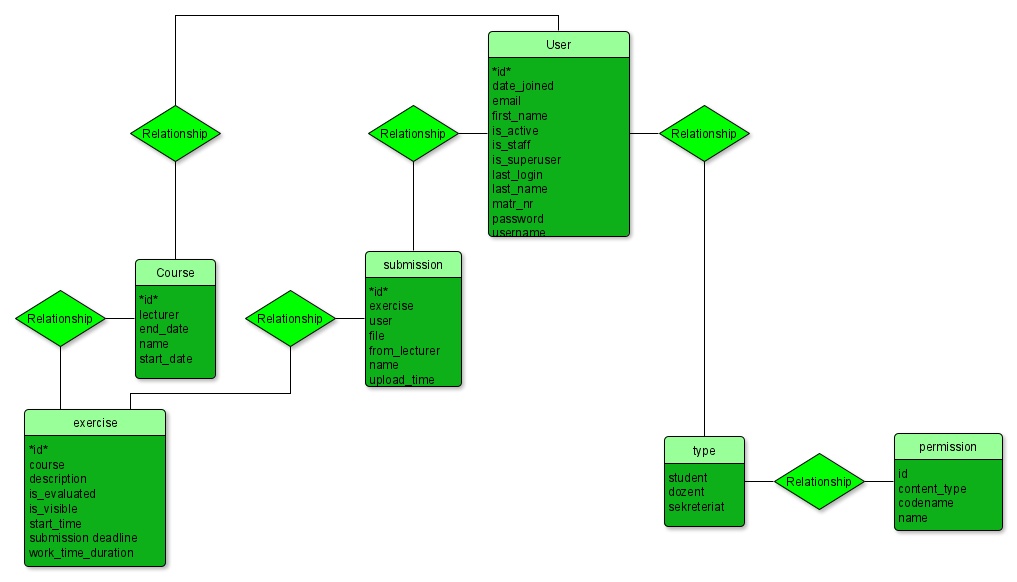 User
*id*
date_joined
email
first_name
is_active
is_staff
is_superuser
last_login
last_name
matr_nr
password
username
Relationship
Relationship
Relationship
Course
*id*
lecturer
end_date
name
start_date
submission
*id*
exercise
user
file
from_lecturer
name
upload_time
Relationship
Relationship
exercise
*id*
course
description
is_evaluated
is_visible
start_time
submission deadline
work_time_duration
type
student
dozent
sekreteriat
Relationship
permission
id
content_type
codename
name